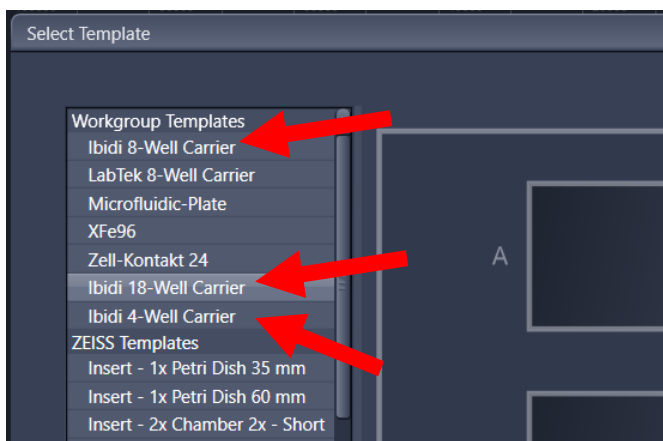 Select Template
Workgroup Templates
Ibidi 8-Well Carrier
LabTek 8-Well Carrier
Microfluidic-Plate
XFe96
Zell-Kontakt 24
Ibidi 18-Well Carrier
Ibidi 4-Well Carrier
ZEISS Templates
Insert - 1x Petri Dish 35 mm
Insert - 1x Petri Dish 60 mm
Insert - 2x Chamber 2x - Short
A